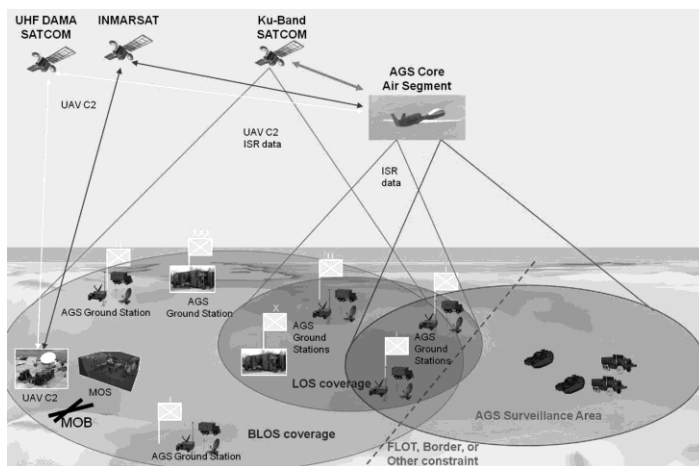 UHF DAMA
SATCOM
INMARSAT
Ku-Band
SATCOM
AGS Core
Air Segment
UAV C2
UAV C2
ISR data
ISR
data
XXX
II
X
I
AGS Ground Station
AGS
Ground Station
AGS
Ground
Stations
AGS
Ground
Stations
LOS coverage
UAV C2
MOS
MOB
BLOS coverage
AGS Ground Station
AGS Surveillance Area
FLOT, Border, or
Other constraint